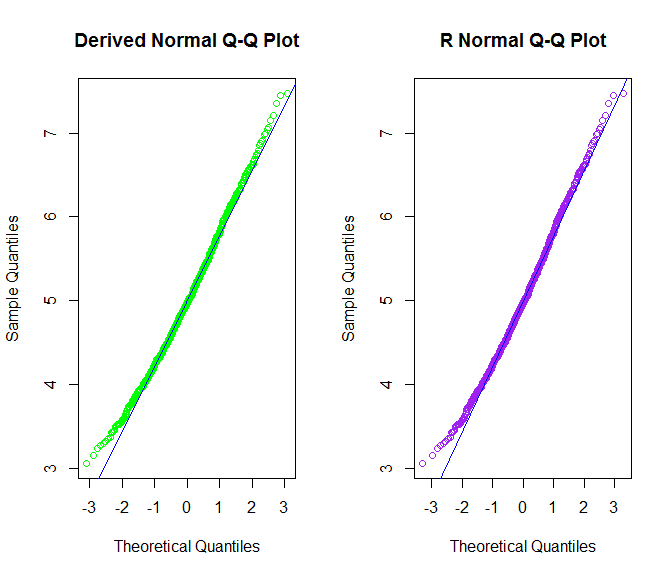 Derived Normal Q-Q Plot
Sample Quantiles
7
6
5
4
3
-3 -2 -1 0 1 2 3
Theoretical Quantiles
R Normal Q-Q Plot
Sample Quantiles
7
6
5
4
3
-3 -2 -1 0 1 2 3
Theoretical Quantiles